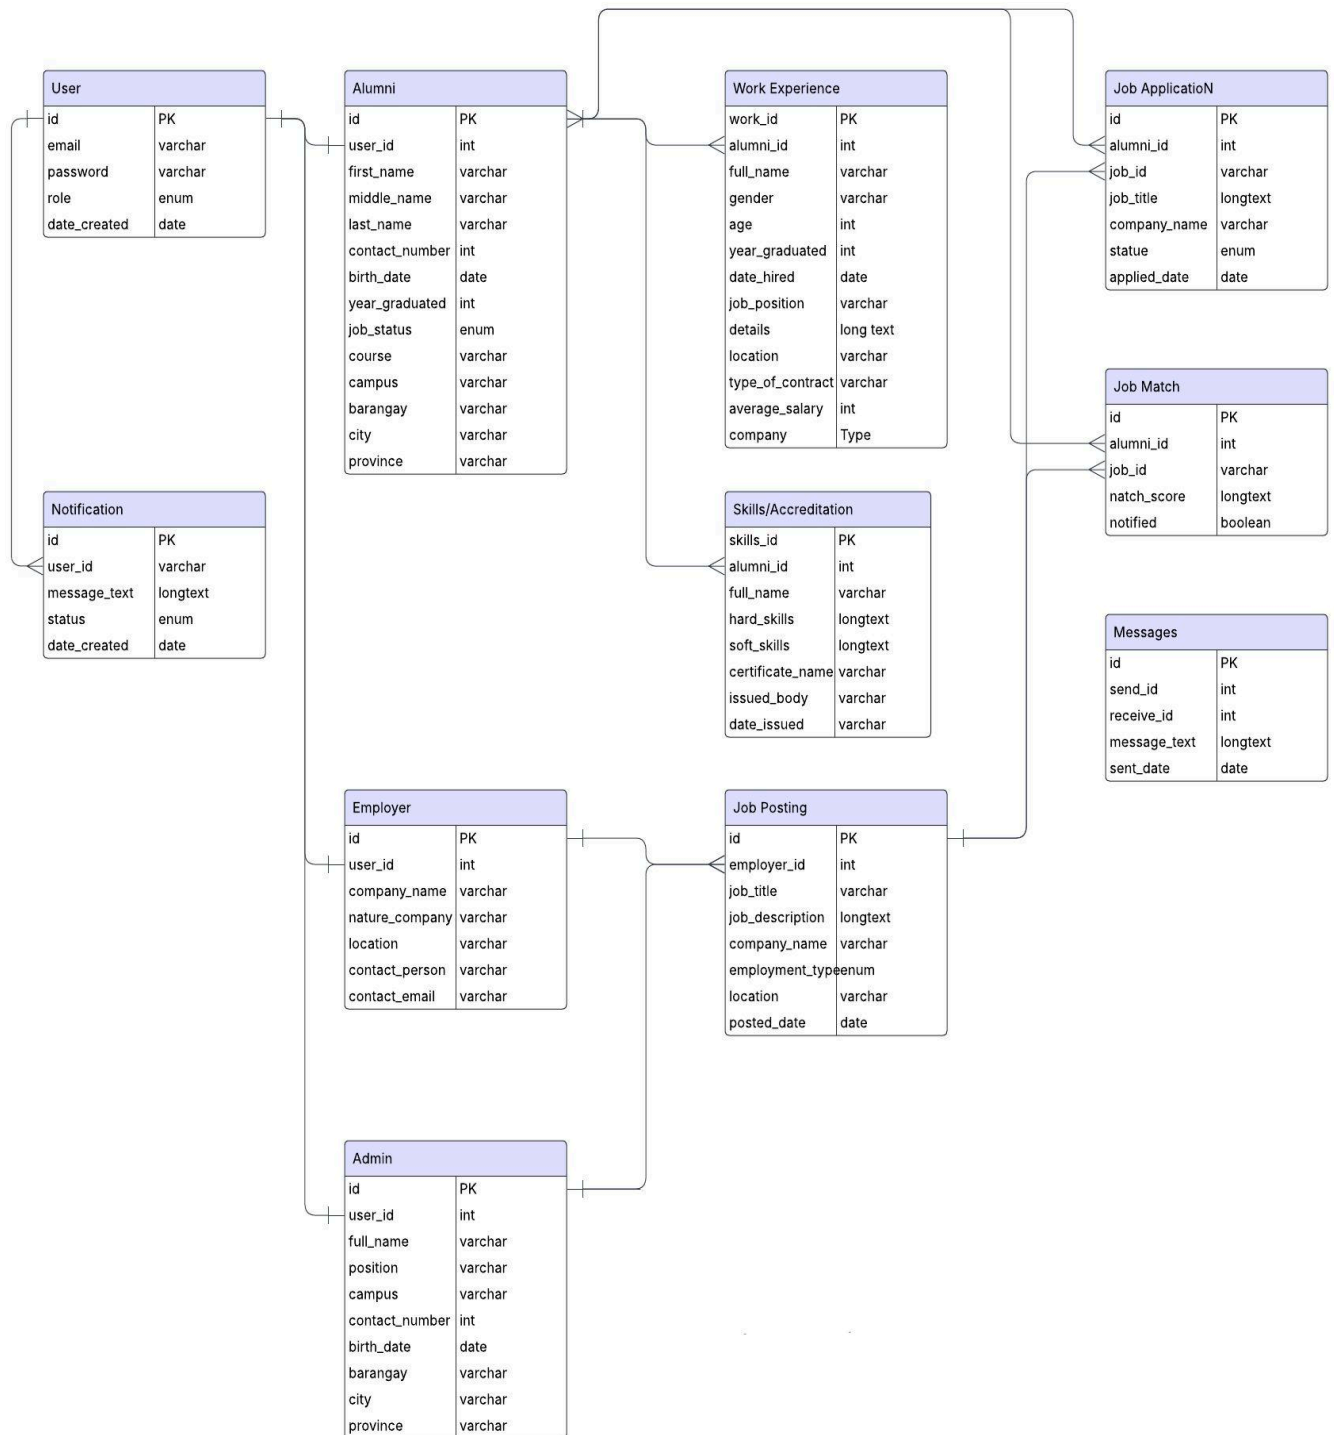 User
id PK
email varchar
password varchar
role enum
date_created date
Alumni
id PK
user_id int
first_name varchar
middle_name varchar
last_name varchar
contact_number int
birth_date date
year_graduated int
job_status enum
course varchar
campus varchar
barangay varchar
city varchar
province varchar
Work Experience
work_id PK
alumni_id int
full_name varchar
gender varchar
age int
year_graduated int
date_hired date
job_position varchar
details long text
location varchar
type_of_contract varchar
average_salary int
company Type
Job ApplicatioN
id PK
alumni_id int
job_id varchar
job_title longtext
company_name varchar
statue enum
applied_date date
Job Match
id PK
alumni_id int
job_id varchar
natch_score longtext
notified boolean
Notification
id PK
user_id varchar
message_text longtext
status enum
date_created date
Skills/Accreditation
skills_id PK
alumni_id int
full_name varchar
hard_skills longtext
soft_skills longtext
certificate_name varchar
issued_body varchar
date_issued varchar
Messages
id PK
send_id int
receive_id int
message_text longtext
sent_date date
Employer
id PK
user_id int
company_name varchar
nature_company varchar
location varchar
contact_person varchar
contact_email varchar
Job Posting
id PK
employer_id int
job_title varchar
job_description longtext
company_name varchar
employment_type enum
location varchar
posted_date date
Admin
id PK
user_id int
full_name varchar
position varchar
campus varchar
contact_number int
birth_date date
barangay varchar
city varchar
province varchar